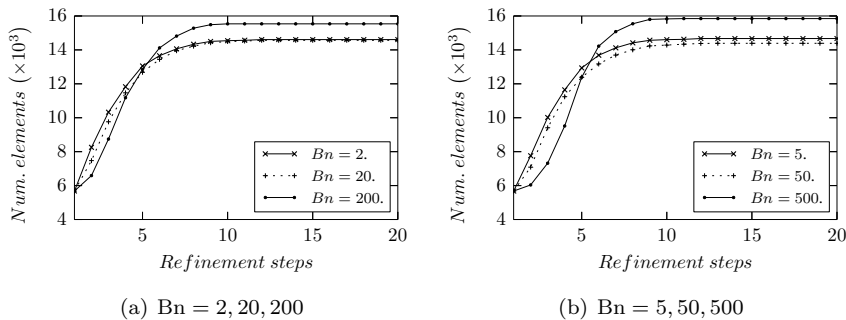 Num. elements (×10³)
16
14
12
10
8
6
4
5
10
15
20
Refinement steps
Bn = 2.
Bn = 20.
Bn = 200.
(a) Bn = 2, 20, 200
Num. elements (×10³)
16
14
12
10
8
6
4
5
10
15
20
Refinement steps
Bn = 5.
Bn = 50.
Bn = 500.
(b) Bn = 5, 50, 500